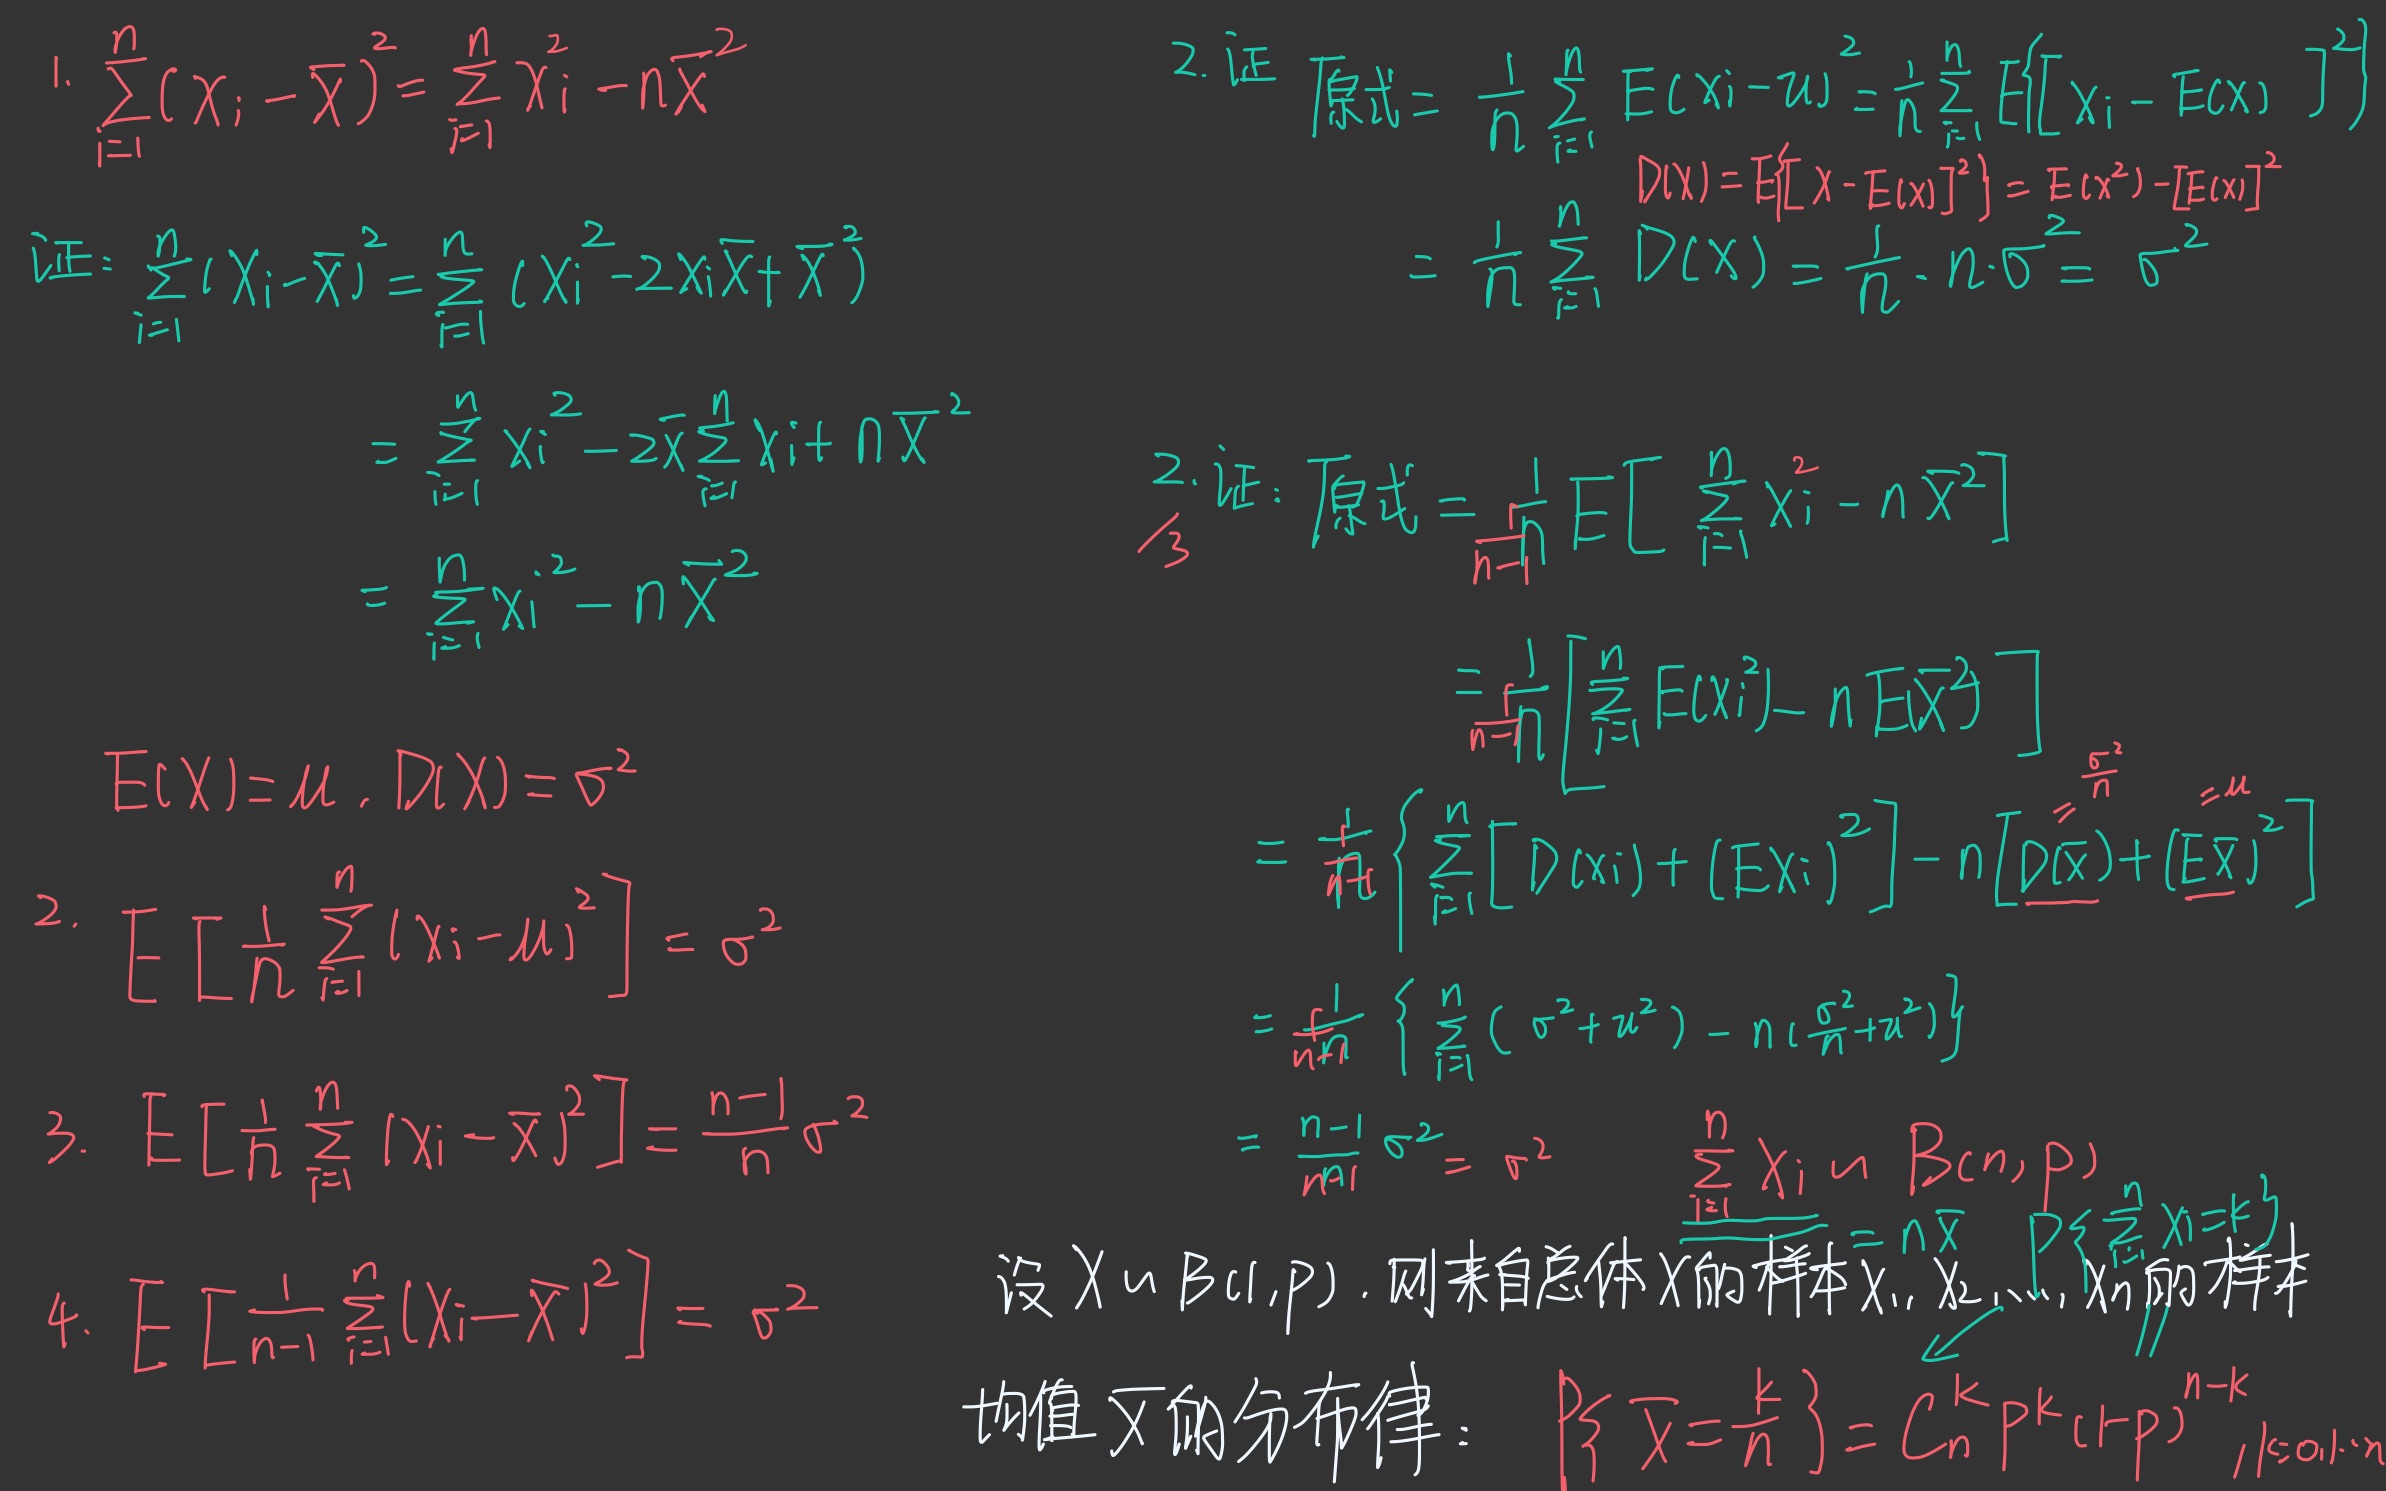 1. $\sum_{i=1}^{n}(X_i-\overline{X})^2=\sum_{i=1}^{n}X_i^2-n\overline{X}^2$
证: $\sum_{i=1}^{n}(X_i-\overline{X})^2=\sum_{i=1}^{n}(X_i^2-2X_i\overline{X}+\overline{X}^2)$
$=\sum_{i=1}^{n}X_i^2-2\overline{X}\sum_{i=1}^{n}X_i+n\overline{X}^2$
$=\sum_{i=1}^{n}X_i^2-n\overline{X}^2$
$E(X)=\mu, D(X)=\sigma^2$
2. $E[\frac{1}{n}\sum_{i=1}^{n}(X_i-\mu)^2]=\sigma^2$
3. $E[\frac{1}{n}\sum_{i=1}^{n}(X_i-\overline{X})^2]=\frac{n-1}{n}\sigma^2$
4. $E[\frac{1}{n-1}\sum_{i=1}^{n}(X_i-\overline{X})^2]=\sigma^2$
2. 证 原式 $=\frac{1}{n}\sum_{i=1}^{n}E(X_i-\mu)^2=\frac{1}{n}\sum_{i=1}^{n}E\{[X_i-E(X)]^2\}$
$D(X)=E\{[X-E(X)]^2\}=E(X^2)-[E(X)]^2$
$=\frac{1}{n}\sum_{i=1}^{n}D(X)=\frac{1}{n}\cdot n\cdot\sigma^2=\sigma^2$
2. 证: 原式 $=\frac{1}{n}E[\sum_{i=1}^{n}X_i^2-n\overline{X}^2]$
/3 $\frac{1}{n-1}$
$=\frac{1}{n}[\sum_{i=1}^{n}E(X_i^2)-nE(\overline{X}^2)]$
$\frac{1}{n-1}$
$=\frac{\sigma^2}{n}$ $=\mu$
$=\frac{1}{n}\{\sum_{i=1}^{n}[D(X_i)+(EX_i)^2]-n[D(\overline{X})+(E\overline{X})^2]$
$\frac{1}{n-1}$
$=\frac{1}{n}\{\sum_{i=1}^{n}(\sigma^2+\mu^2)-n(\frac{\sigma^2}{n}+\mu^2)\}$
$\frac{1}{n-1}$
$=\frac{n-1}{n-1}\sigma^2=\sigma^2$
$\sum_{i=1}^{n}X_i\sim B(n,p)$
$=n\overline{X}$ $P\{\sum_{i=1}^{n}X_i=k\}$
设 $X\sim B(1,p)$. 则来自总体X的样本 $X_1,X_2,\dots,X_n$ 的样本
均值 $\overline{X}$ 的分布律:
$P\{\overline{X}=\frac{k}{n}\}=C_n^k p^k(1-p)^{n-k}, k=0,1,\dots n$